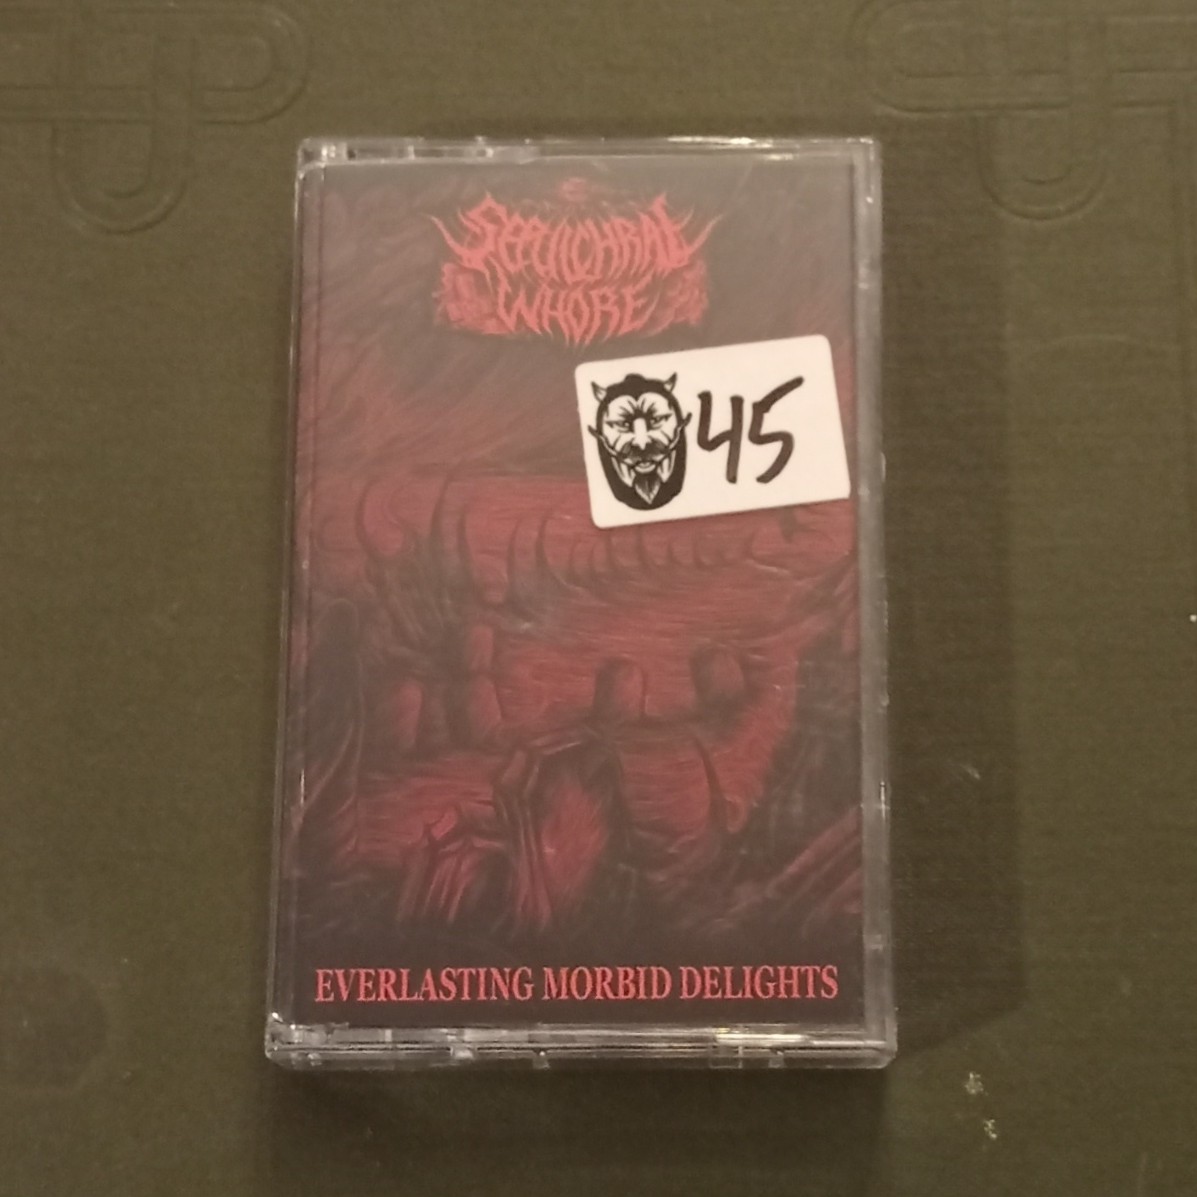 SEPULCHRAL
WHORE
45
EVERLASTING MORBID DELIGHTS